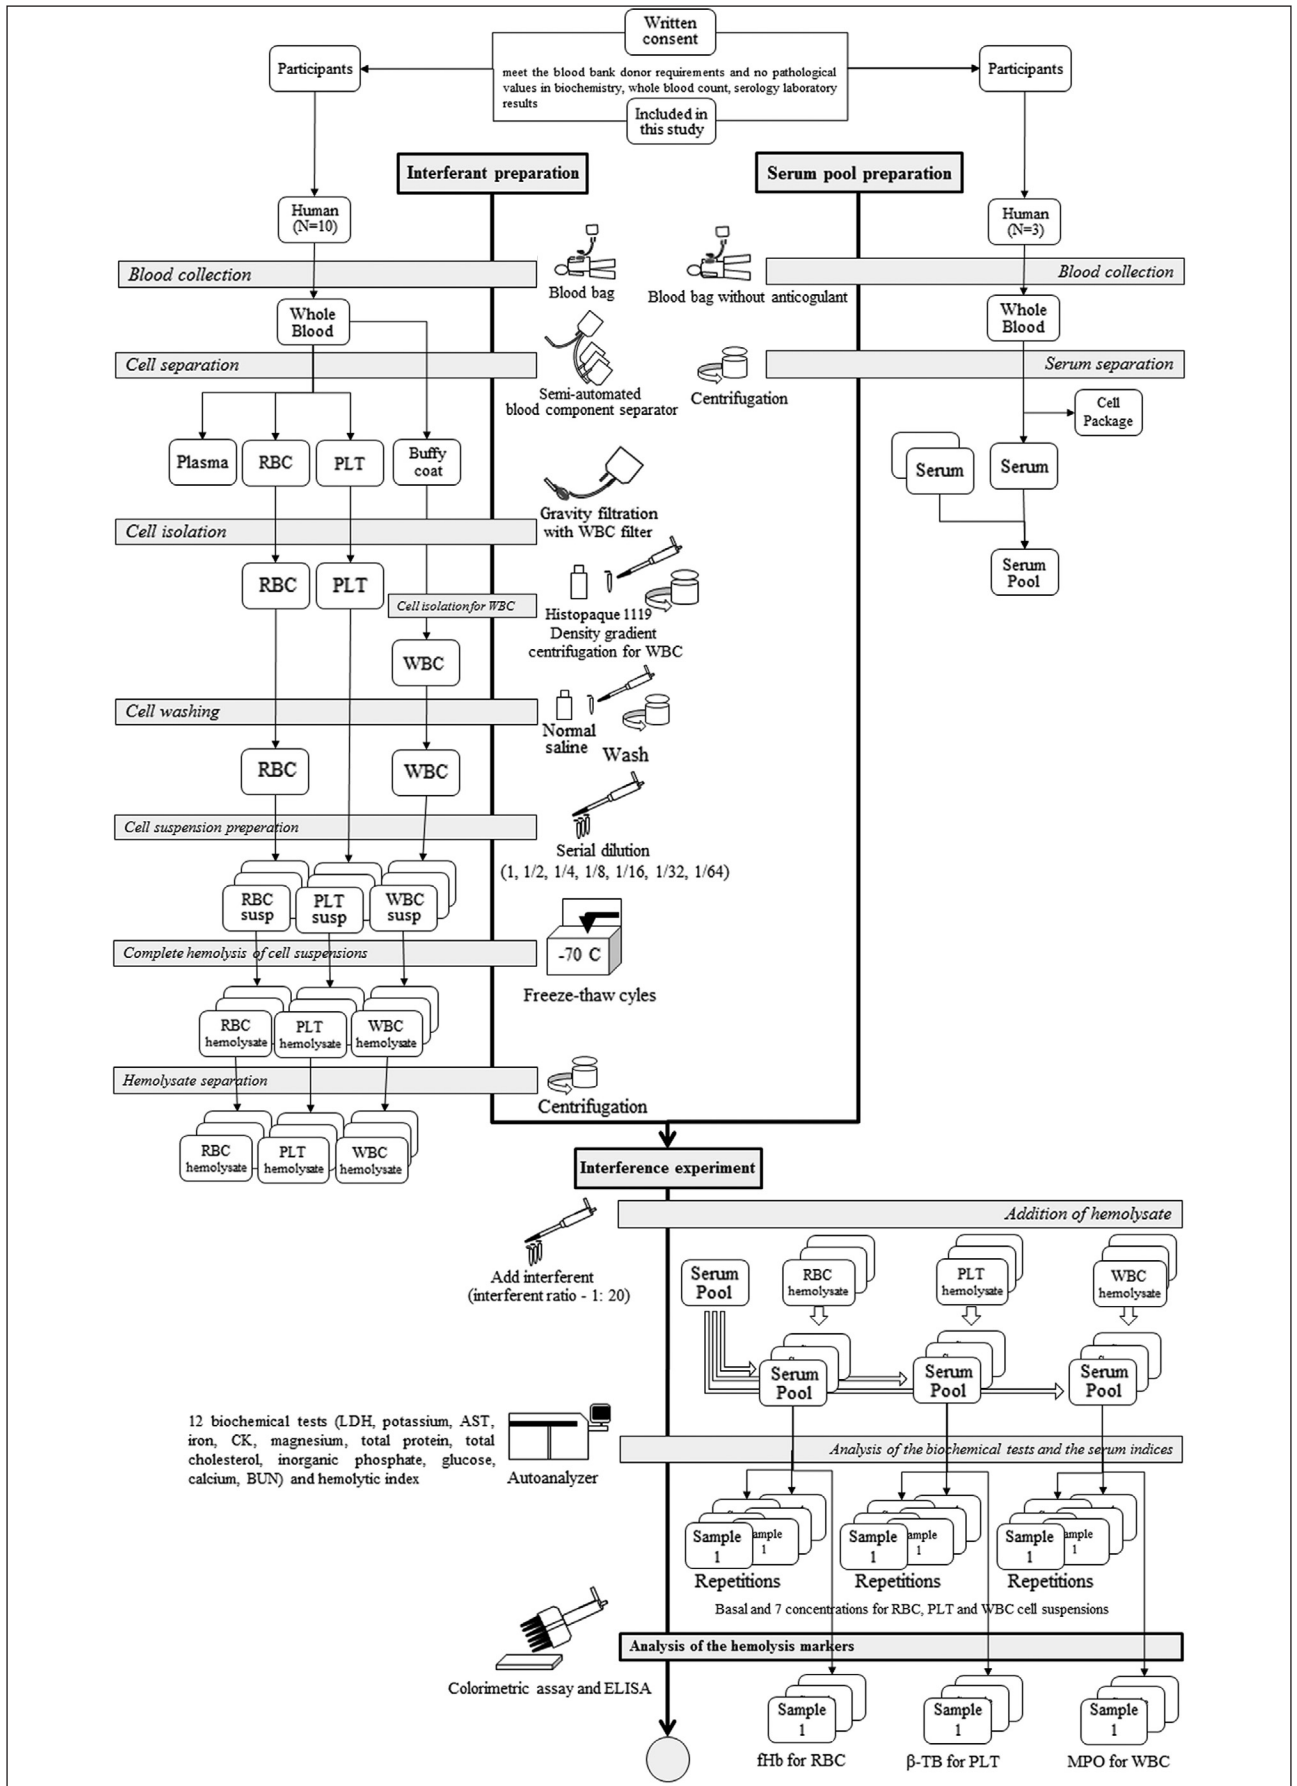 Written
consent
Participants
Participants
meet the blood bank donor requirements and no pathological
values in biochemistry, whole blood count, serology laboratory
results
Included in
this study
Interferant preparation
Serum pool preparation
Human
(N=10)
Human
(N=3)
Blood collection
Blood bag
Blood bag without anticogulant
Blood collection
Whole
Blood
Whole
Blood
Cell separation
Semi-automated
blood component separator
Centrifugation
Serum separation
Cell
Package
Plasma
RBC
PLT
Buffy
coat
Serum
Serum
Gravity filtration
with WBC filter
Cell isolation
Serum
Pool
RBC
PLT
Cell isolation for WBC
Histopaque 1119
Density gradient
centrifugation for WBC
WBC
Cell washing
Normal
saline
Wash
RBC
WBC
Cell suspension preperation
Serial dilution
(1, 1/2, 1/4, 1/8, 1/16, 1/32, 1/64)
RBC
susp
PLT
susp
WBC
susp
Complete hemolysis of cell suspensions
-70 C
Freeze-thaw cyles
RBC
hemolysate
PLT
hemolysate
WBC
hemolysate
Hemolysate separation
Centrifugation
RBC
hemolysate
PLT
hemolysate
WBC
hemolysate
Interference experiment
Addition of hemolysate
Add interferent
(interferent ratio - 1: 20)
Serum
Pool
RBC
hemolysate
PLT
hemolysate
WBC
hemolysate
Serum
Pool
Serum
Pool
Serum
Pool
12 biochemical tests (LDH, potassium, AST,
iron, CK, magnesium, total protein, total
cholesterol, inorganic phosphate, glucose,
calcium, BUN) and hemolytic index
Autoanalyzer
Analysis of the biochemical tests and the serum indices
Sample
1
ample
1
Sample
1
ample
1
Sample
1
ample
1
Repetitions
Repetitions
Repetitions
Basal and 7 concentrations for RBC, PLT and WBC cell suspensions
Analysis of the hemolysis markers
Colorimetric assay and ELISA
Sample
1
Sample
1
Sample
1
fHb for RBC
β-TB for PLT
MPO for WBC